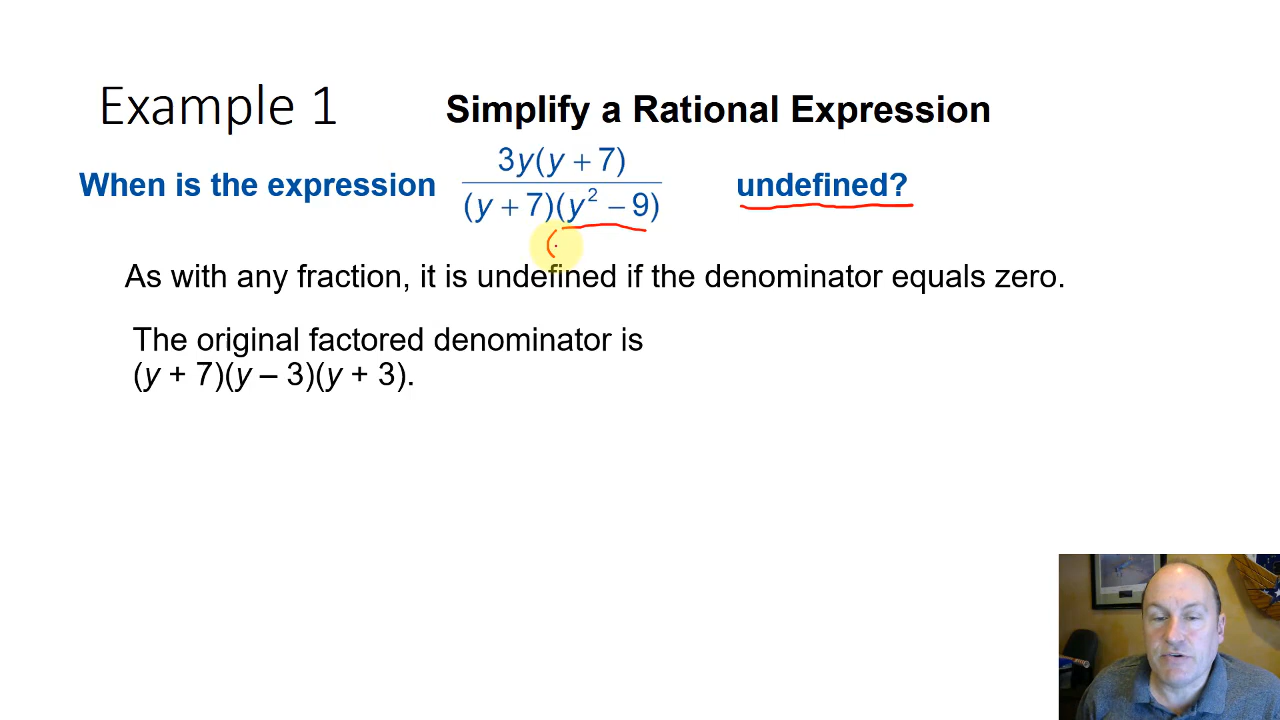 Example 1
Simplify a Rational Expression
When is the expression 3y(y + 7) / (y + 7)(y² – 9) undefined?
(
As with any fraction, it is undefined if the denominator equals zero.
The original factored denominator is
(y + 7)(y – 3)(y + 3).